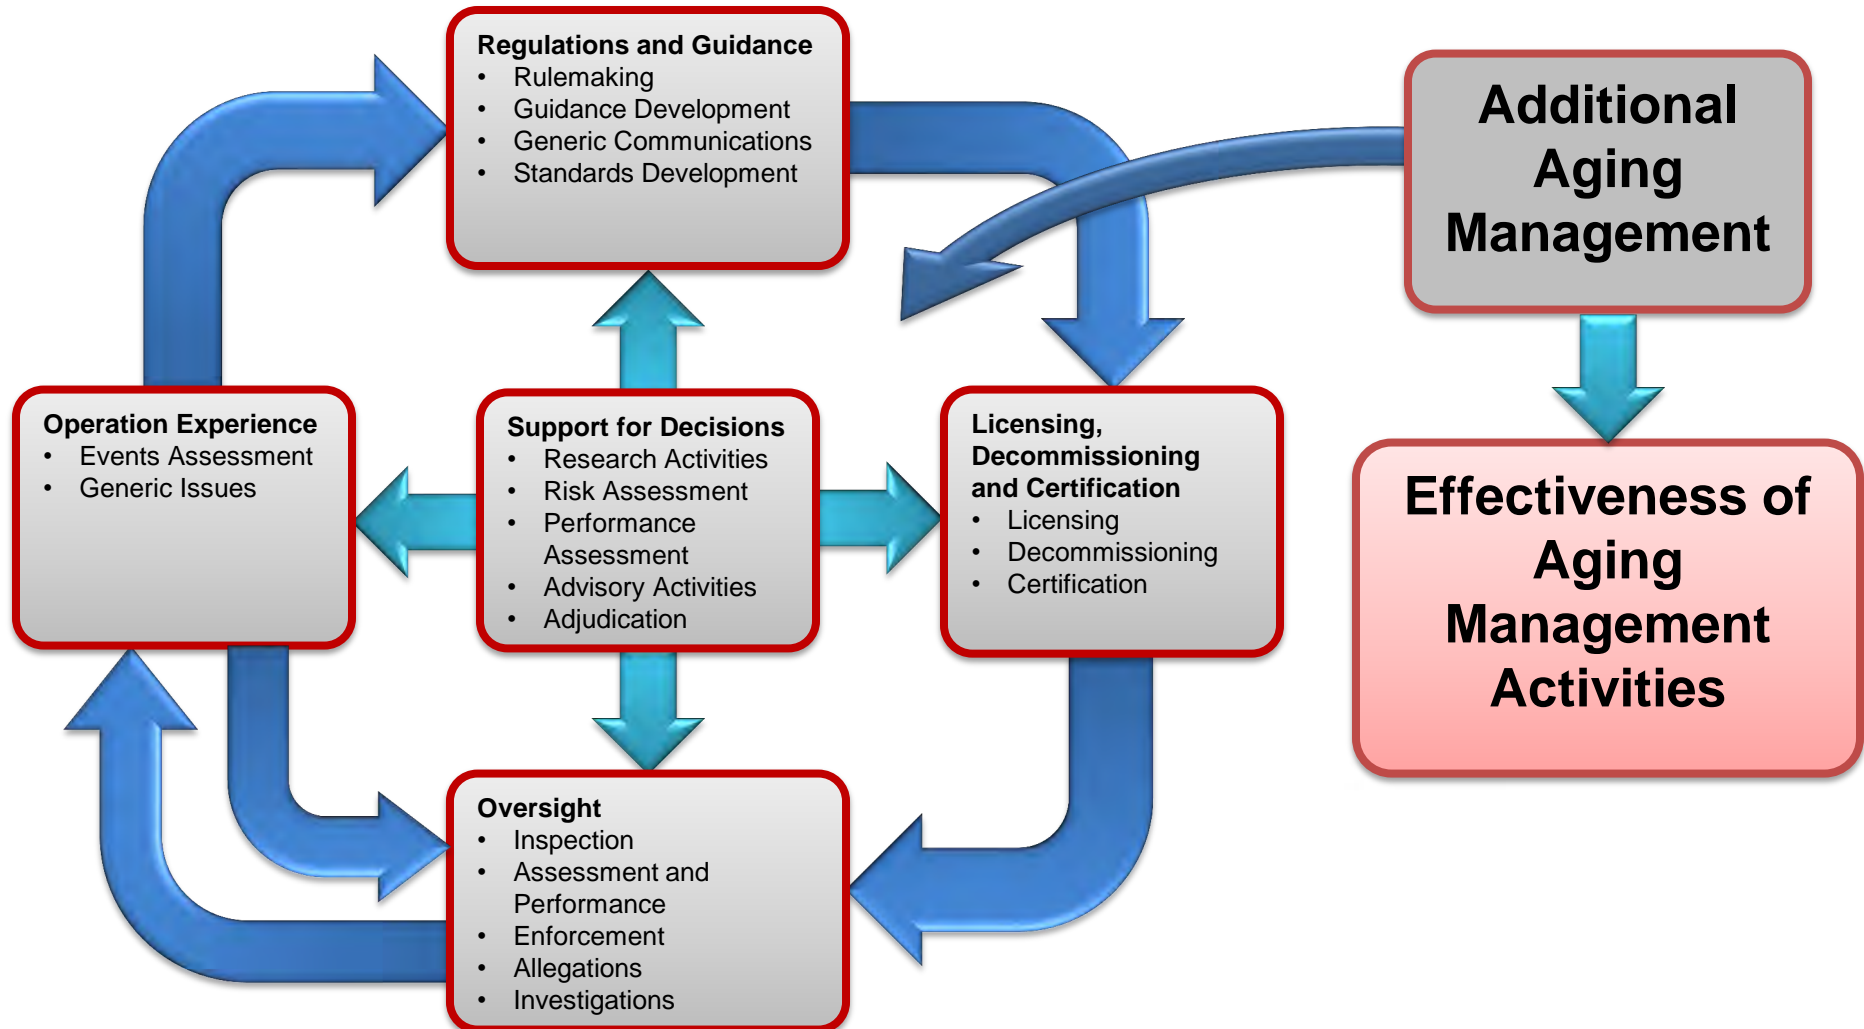 Regulations and Guidance
• Rulemaking
• Guidance Development
• Generic Communications
• Standards Development
Additional
Aging
Management
Operation Experience
• Events Assessment
• Generic Issues
Support for Decisions
• Research Activities
• Risk Assessment
• Performance
Assessment
• Advisory Activities
• Adjudication
Licensing,
Decommissioning
and Certification
• Licensing
• Decommissioning
• Certification
Effectiveness of
Aging
Management
Activities
Oversight
• Inspection
• Assessment and
Performance
• Enforcement
• Allegations
• Investigations